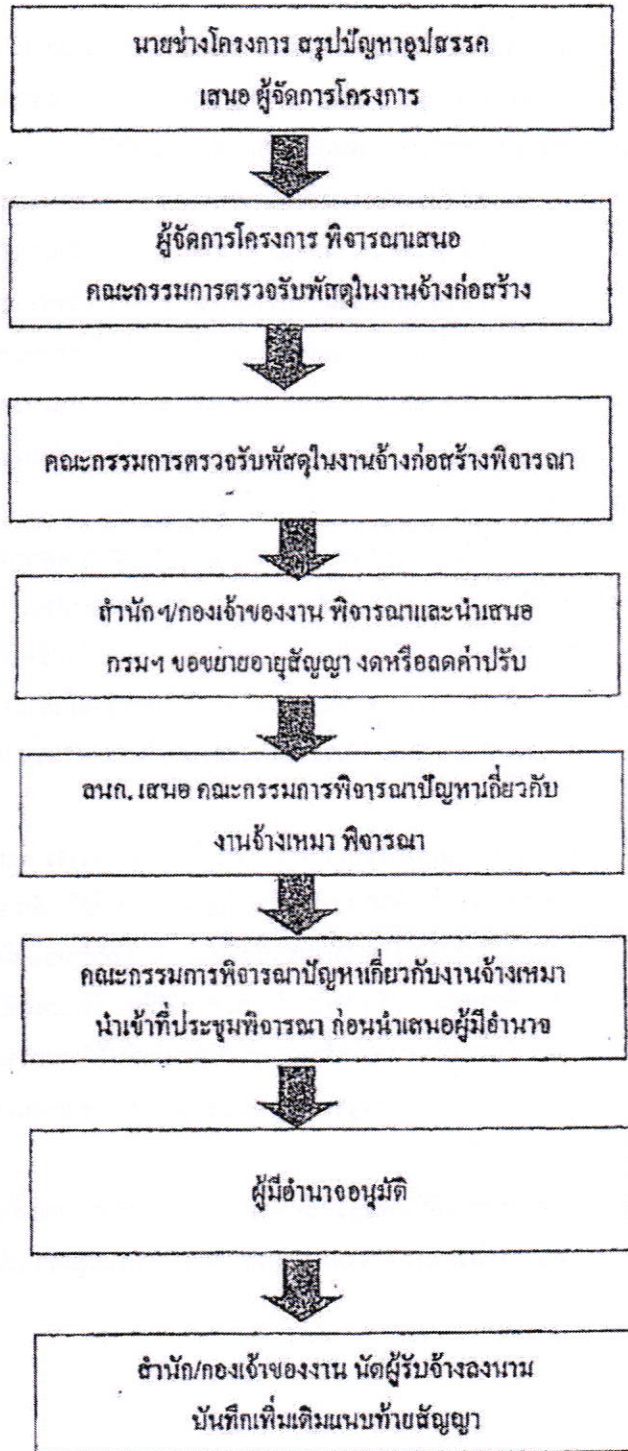 นายช่างโครงการ สรุปปัญหาอุปสรรค
เสนอ ผู้จัดการโครงการ
ผู้จัดการโครงการ พิจารณาเสนอ
คณะกรรมการตรวจรับพัสดุในงานจ้างก่อสร้าง
คณะกรรมการตรวจรับพัสดุในงานจ้างก่อสร้างพิจารณา
สำนักฯ/กองเจ้าของงาน พิจารณาและนำเสนอ
กรมฯ ขอขยายอายุสัญญา งดหรือลดค่าปรับ
ลนก. เสนอ คณะกรรมการพิจารณาปัญหาเกี่ยวกับ
งานจ้างเหมา พิจารณา
คณะกรรมการพิจารณาปัญหาเกี่ยวกับงานจ้างเหมา
นำเข้าที่ประชุมพิจารณา ก่อนนำเสนอผู้มีอำนาจ
ผู้มีอำนาจอนุมัติ
สำนัก/กองเจ้าของงาน นัดผู้รับจ้างลงนาม
บันทึกเพิ่มเติมแนบท้ายสัญญา